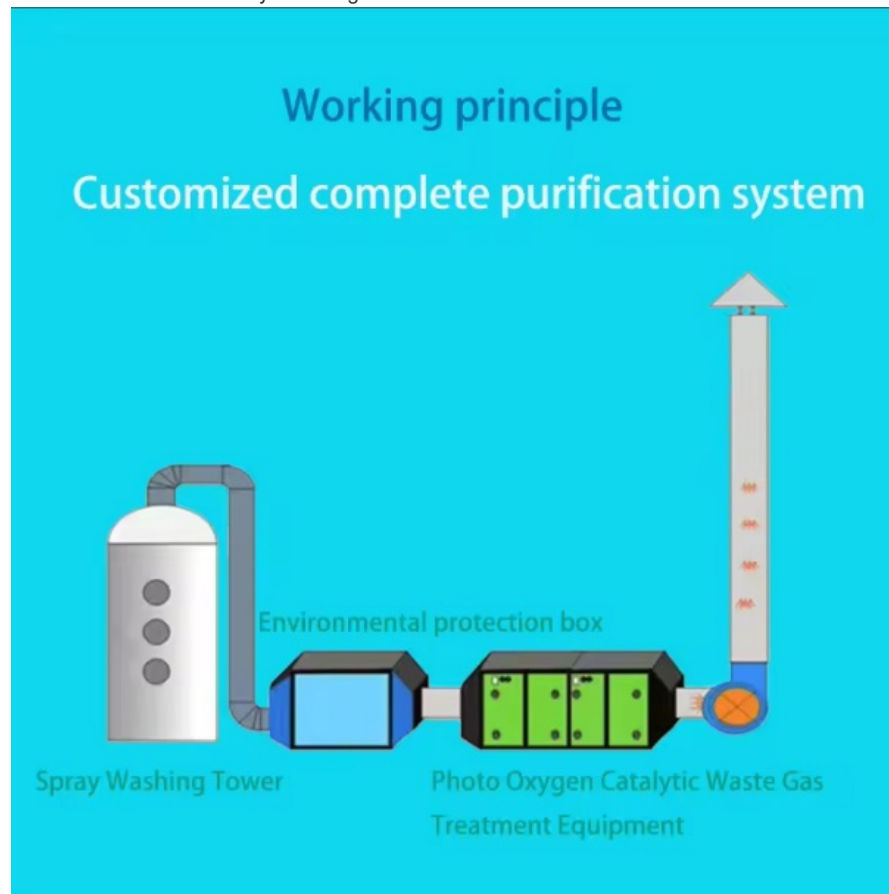 Working principle
Customized complete purification system
Environmental protection box
Spray Washing Tower
Photo Oxygen Catalytic Waste Gas
Treatment Equipment